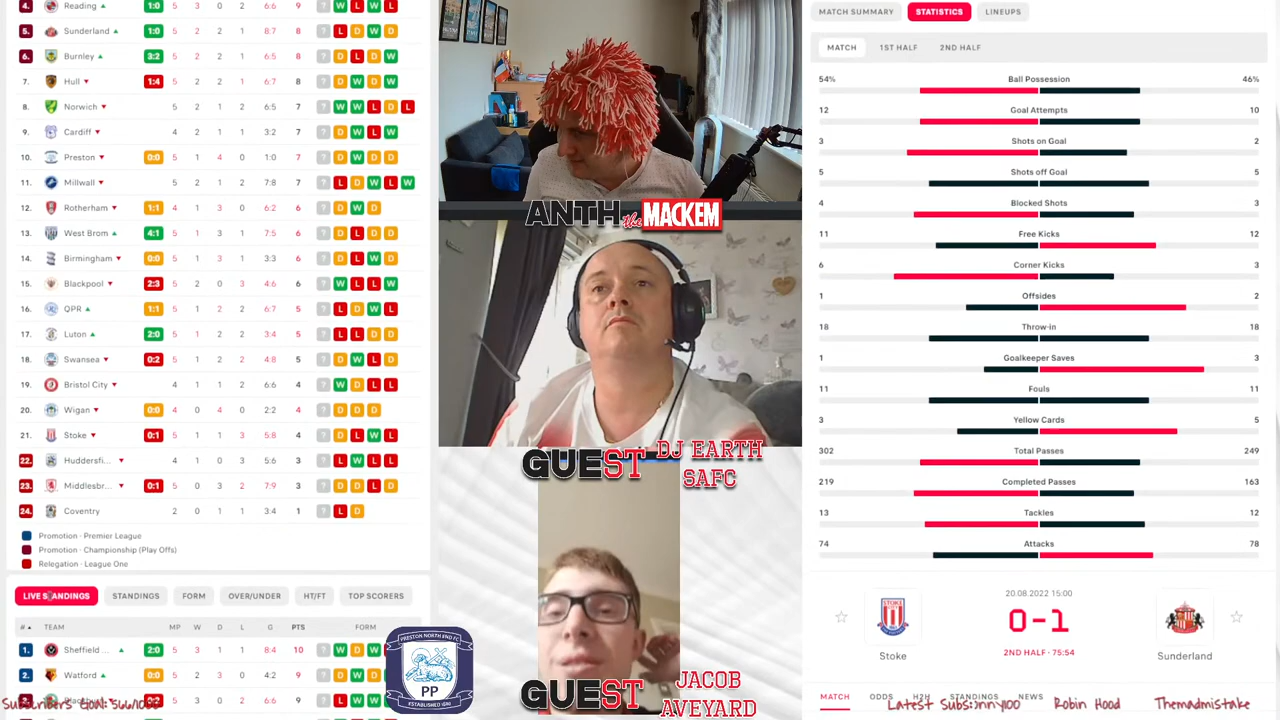 4. Reading 1:0 5 3 0 2 6:6 9 ? W L W L
5. Sunderland 1:0 5 2 2 1 8:7 8 ? L D W D
6. Burnley 3:2 5 2 2 1 6:5 8 ? D L D W
7. Hull 1:4 5 2 2 1 6:7 8 ? D W D W
8. Norwich 5 2 1 2 6:5 7 ? W W L D L
9. Cardiff 4 2 1 1 3:2 7 ? D W L W
10. Preston 0:0 5 1 4 0 1:0 7 ? D W D D
11. Millwall 5 2 1 2 7:8 7 ? L D W L W
12. Rotherham 1:1 4 1 3 0 6:2 6 ? D W D
13. West Brom 4:1 5 1 3 1 7:5 6 ? D L D D
14. Birmingham 0:0 5 1 3 1 3:3 6 ? D L W D
15. Blackpool 2:3 5 2 0 3 4:6 6 ? W L L W
16. QPR 1:1 5 1 2 2 6:7 5 ? L D W L
17. Luton 2:0 5 1 2 2 3:4 5 ? L L D D
18. Swansea 0:2 5 1 2 2 4:8 5 ? D W L D
19. Bristol City 4 1 1 2 6:6 4 ? W D L L
20. Wigan 0:0 4 0 4 0 2:2 4 ? D D D
21. Stoke 0:1 5 1 1 3 5:8 4 ? D L W L
22. Huddersfi... 4 1 0 3 5:6 3 ? L W L L
23. Middlesbr... 0:1 5 0 3 2 7:9 3 ? D D L D
24. Coventry 2 0 1 1 3:4 1 ? L D
Promotion - Premier League
Promotion - Championship (Play Offs)
Relegation - League One
LIVE STANDINGS STANDINGS FORM OVER/UNDER HT/FT TOP SCORERS
# TEAM MP W D L G PTS FORM
1. Sheffield ... 2:0 5 3 1 1 8:4 10 ? W D W
2. Watford 0:0 5 2 3 0 4:2 9 ? D W D
0:2 5 3 0 2 6:6 9 ? L W W
Subscribers Goal:
ANTH the MACKEM
GUEST DJ EARTH
SAFC
PRESTON NORTH END FC
PP
ESTABLISHED 1880
GUEST JACOB
AVEYARD
MATCH SUMMARY STATISTICS LINEUPS
MATCH 1ST HALF 2ND HALF
54% Ball Possession 46%
12 Goal Attempts 10
3 Shots on Goal 2
5 Shots off Goal 5
4 Blocked Shots 3
11 Free Kicks 12
6 Corner Kicks 3
1 Offsides 2
18 Throw-in 18
1 Goalkeeper Saves 3
11 Fouls 11
3 Yellow Cards 5
302 Total Passes 249
219 Completed Passes 163
13 Tackles 12
74 Attacks 78
20.08.2022 15:00
STOKE
0-1
2ND HALF - 75:54
Stoke Sunderland
MATCH ODDS H2H STANDINGS NEWS
Latest Subs: Robin Hood Themadmistake